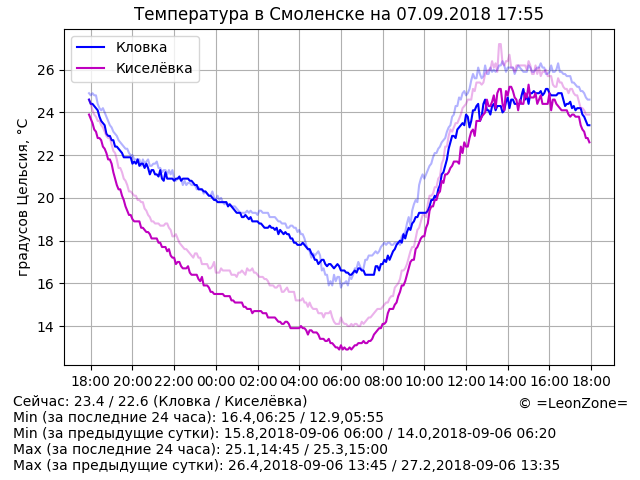 Температура в Смоленске на 07.09.2018 17:55
Кловка
Киселёвка
градусов Цельсия, °C
26
24
22
20
18
16
14
18:00 20:00 22:00 00:00 02:00 04:00 06:00 08:00 10:00 12:00 14:00 16:00 18:00
Сейчас: 23.4 / 22.6 (Кловка / Киселёвка)
© =LeonZone=
Min (за последние 24 часа): 16.4,06:25 / 12.9,05:55
Min (за предыдущие сутки): 15.8,2018-09-06 06:00 / 14.0,2018-09-06 06:20
Max (за последние 24 часа): 25.1,14:45 / 25.3,15:00
Max (за предыдущие сутки): 26.4,2018-09-06 13:45 / 27.2,2018-09-06 13:35